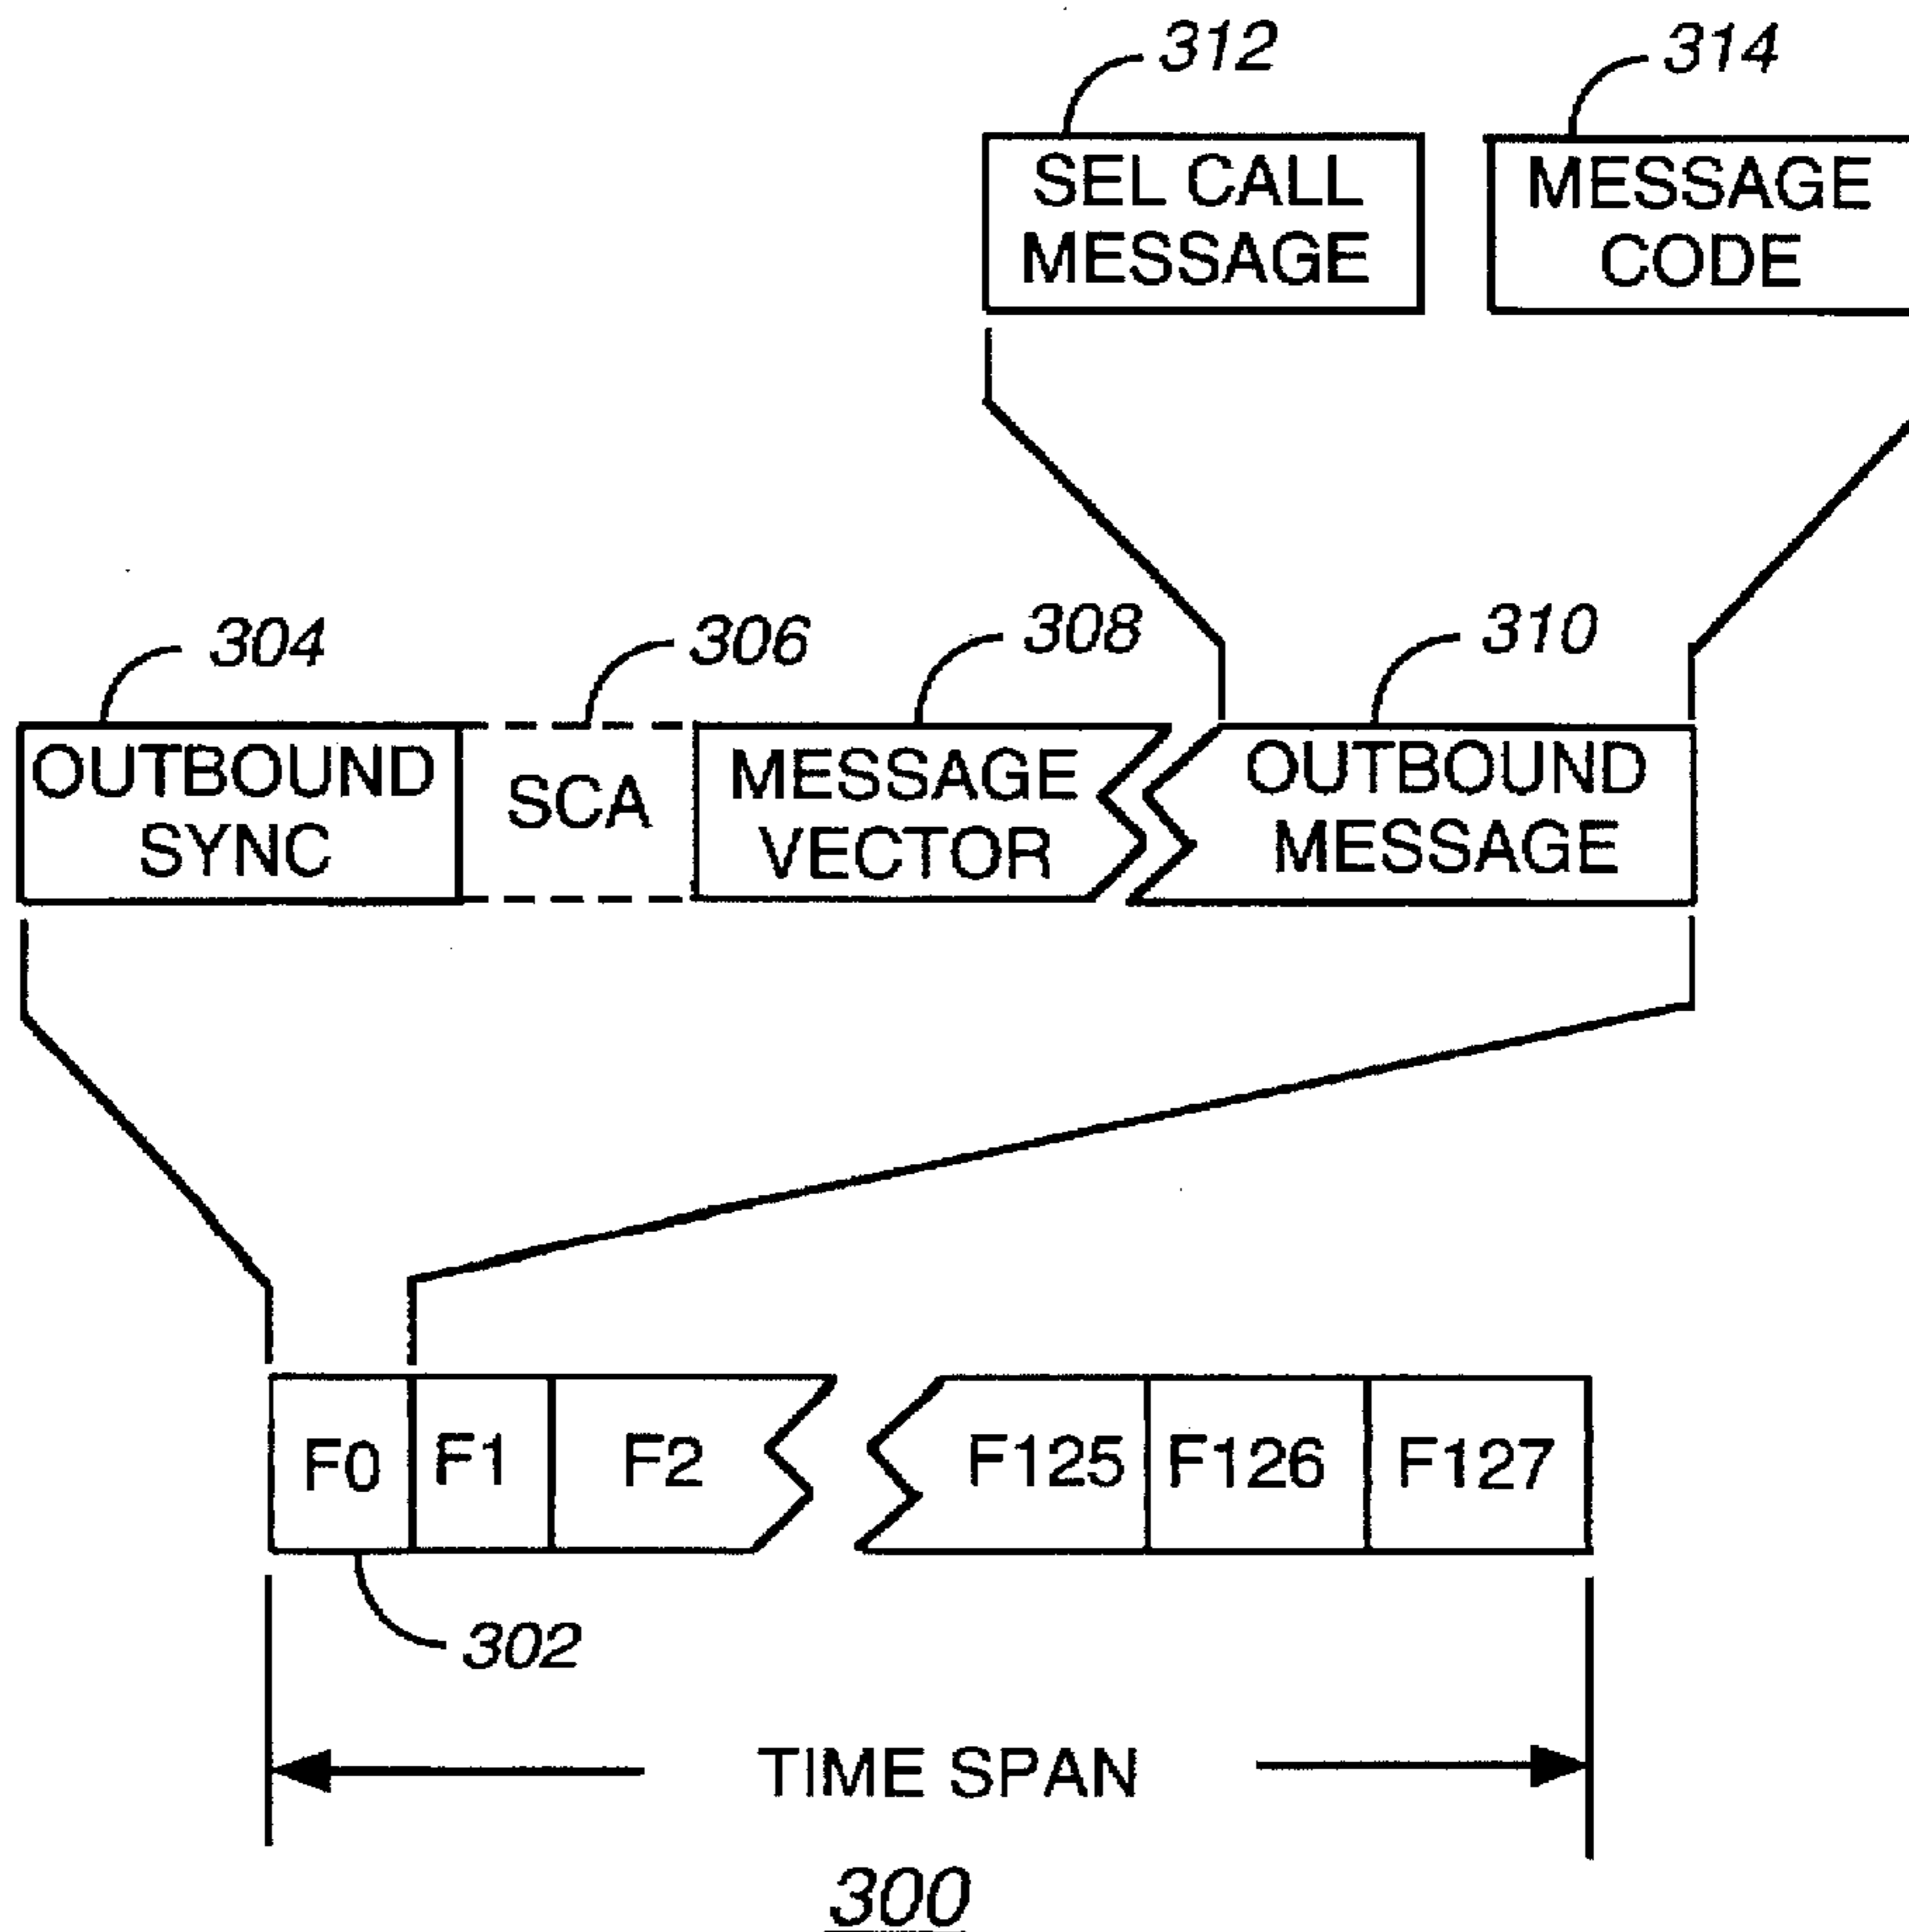 312
314
SEL CALL
MESSAGE
MESSAGE
CODE
304
306
308
310
OUTBOUND
SYNC
SCA
MESSAGE
VECTOR
OUTBOUND
MESSAGE
F0
F1
F2
F125
F126
F127
302
TIME SPAN
300